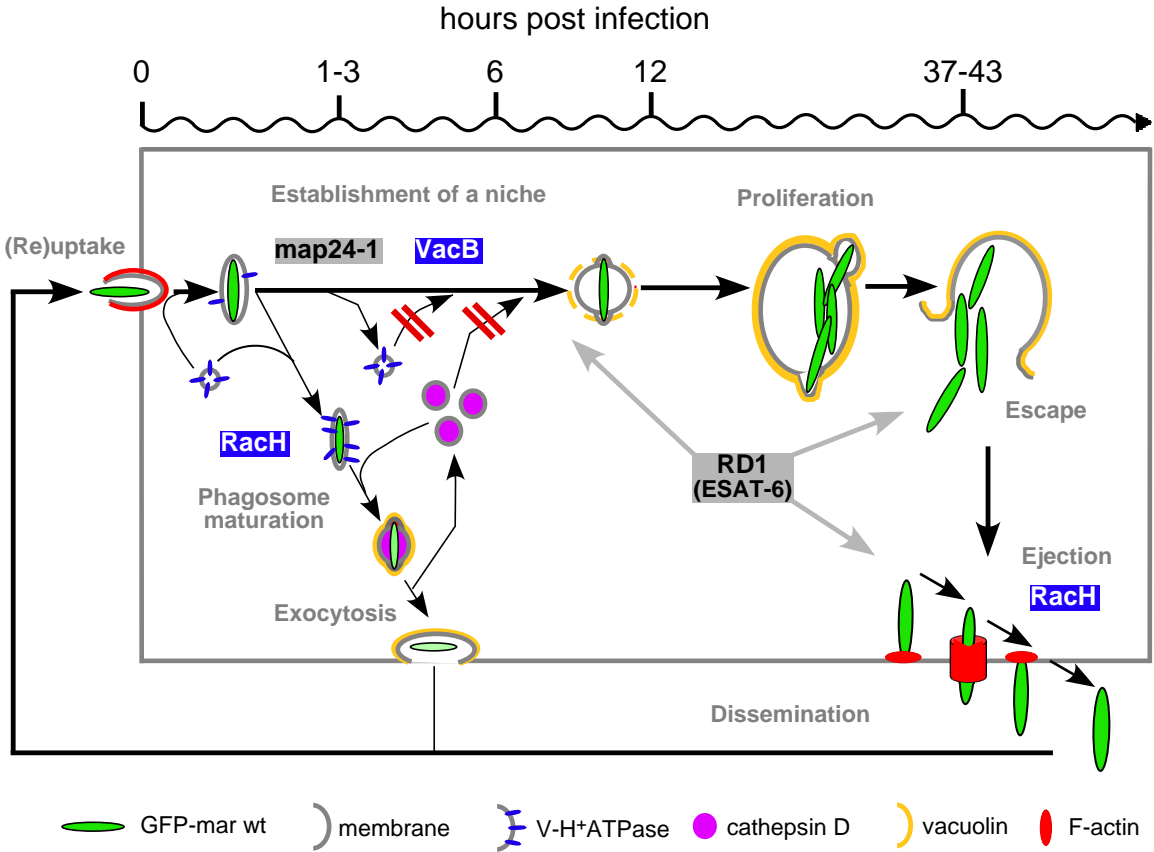 hours post infection
0
1-3
6
12
37-43
Establishment of a niche
Proliferation
(Re)uptake
map24-1
VacB
Escape
RacH
RD1
(ESAT-6)
Phagosome
maturation
Ejection
RacH
Exocytosis
Dissemination
GFP-mar wt
membrane
V-H⁺ATPase
cathepsin D
vacuolin
F-actin